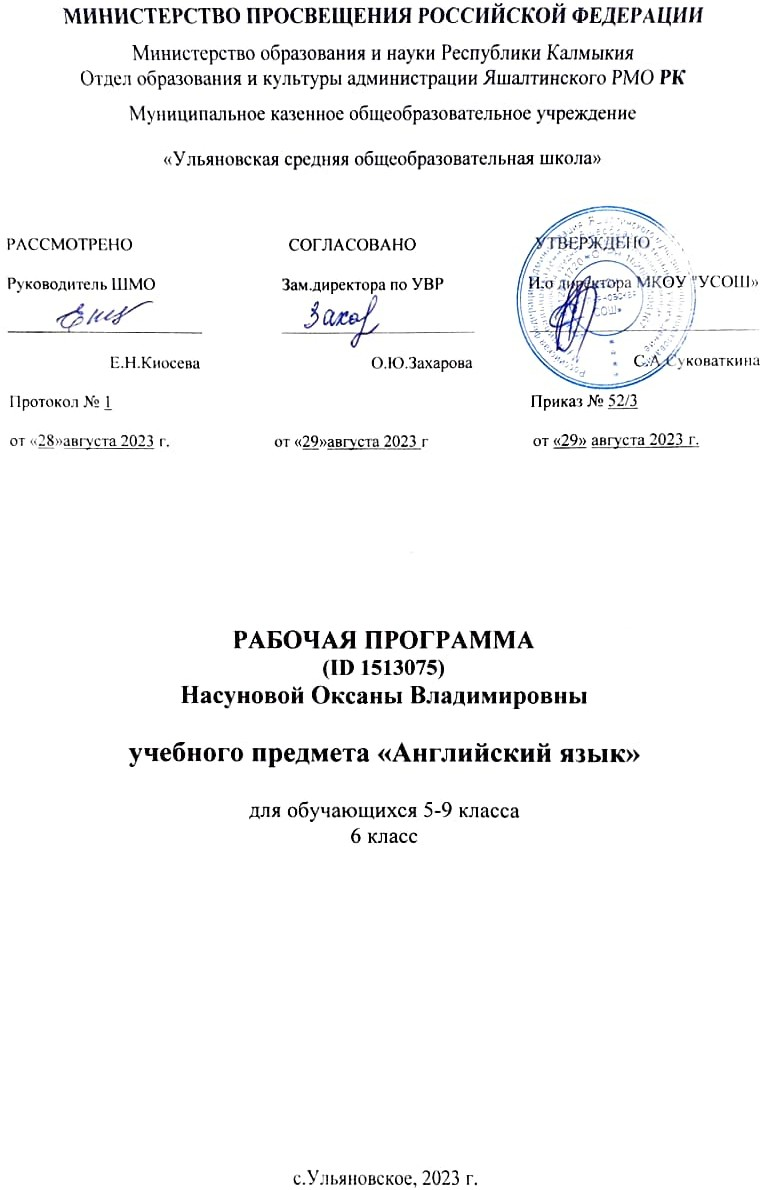 МИНИСТЕРСТВО ПРОСВЕЩЕНИЯ РОССИЙСКОЙ ФЕДЕРАЦИИ
Министерство образования и науки Республики Калмыкия
Отдел образования и культуры администрации Яшалтинского РМО РК
Муниципальное казенное общеобразовательное учреждение
«Ульяновская средняя общеобразовательная школа»
РАССМОТРЕНО СОГЛАСОВАНО УТВЕРЖДЕНО
Руководитель ШМО Зам.директора по УВР И.о директора МКОУ "УСОШ»
Захар
Е.Н.Киосева О.Ю.Захарова С.А.Суковаткина
Протокол № 1 Приказ № 52/3
от «28»августа 2023 г. от «29»августа 2023 г от «29» августа 2023 г.
РАБОЧАЯ ПРОГРАММА
(ID 1513075)
Насуновой Оксаны Владимировны
учебного предмета «Английский язык»
для обучающихся 5-9 класса
6 класс
с.Ульяновское, 2023 г.